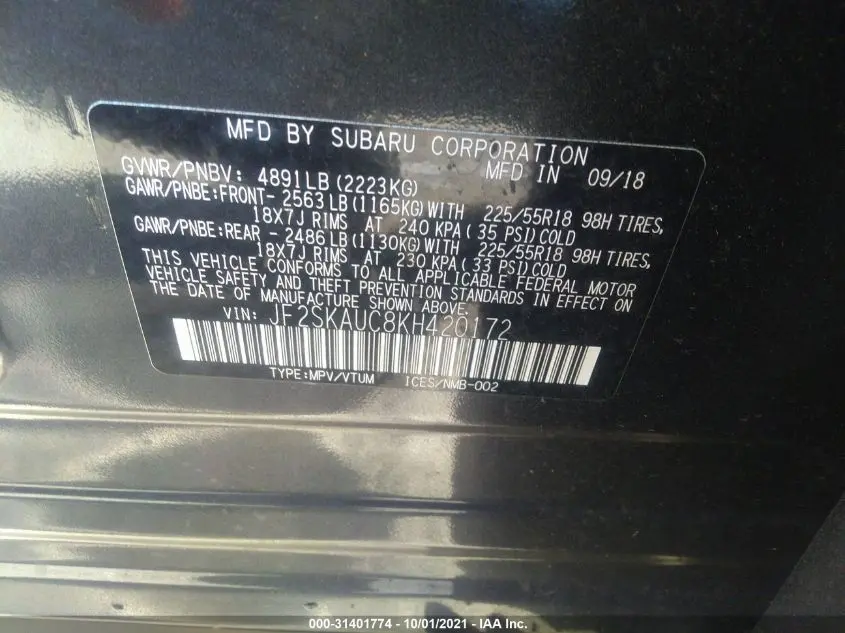 MFD BY SUBARU CORPORATION
MFD IN 09/18
GVWR/PNBV: 4891LB(2223KG)
GAWR/PNBE:FRONT- 2563LB(1165KG)WITH 225/55R18 98H TIRES,
18X7J RIMS AT 240 KPA( 35 PSI)COLD
GAWR/PNBE:REAR - 2486LB(1130KG)WITH 225/55R18 98H TIRES,
18X7J RIMS AT 230 KPA( 33 PSI)COLD
THIS VEHICLE CONFORMS TO ALL APPLICABLE FEDERAL MOTOR
VEHICLE SAFETY AND THEFT PREVENTION STANDARDS IN EFFECT ON
THE DATE OF MANUFACTURE SHOWN ABOVE.
VIN: JF2SKAUC8KH420172
TYPE:MPV/VTUM ICES/NMB-002
000-31401774 - 10/01/2021 - IAA Inc.